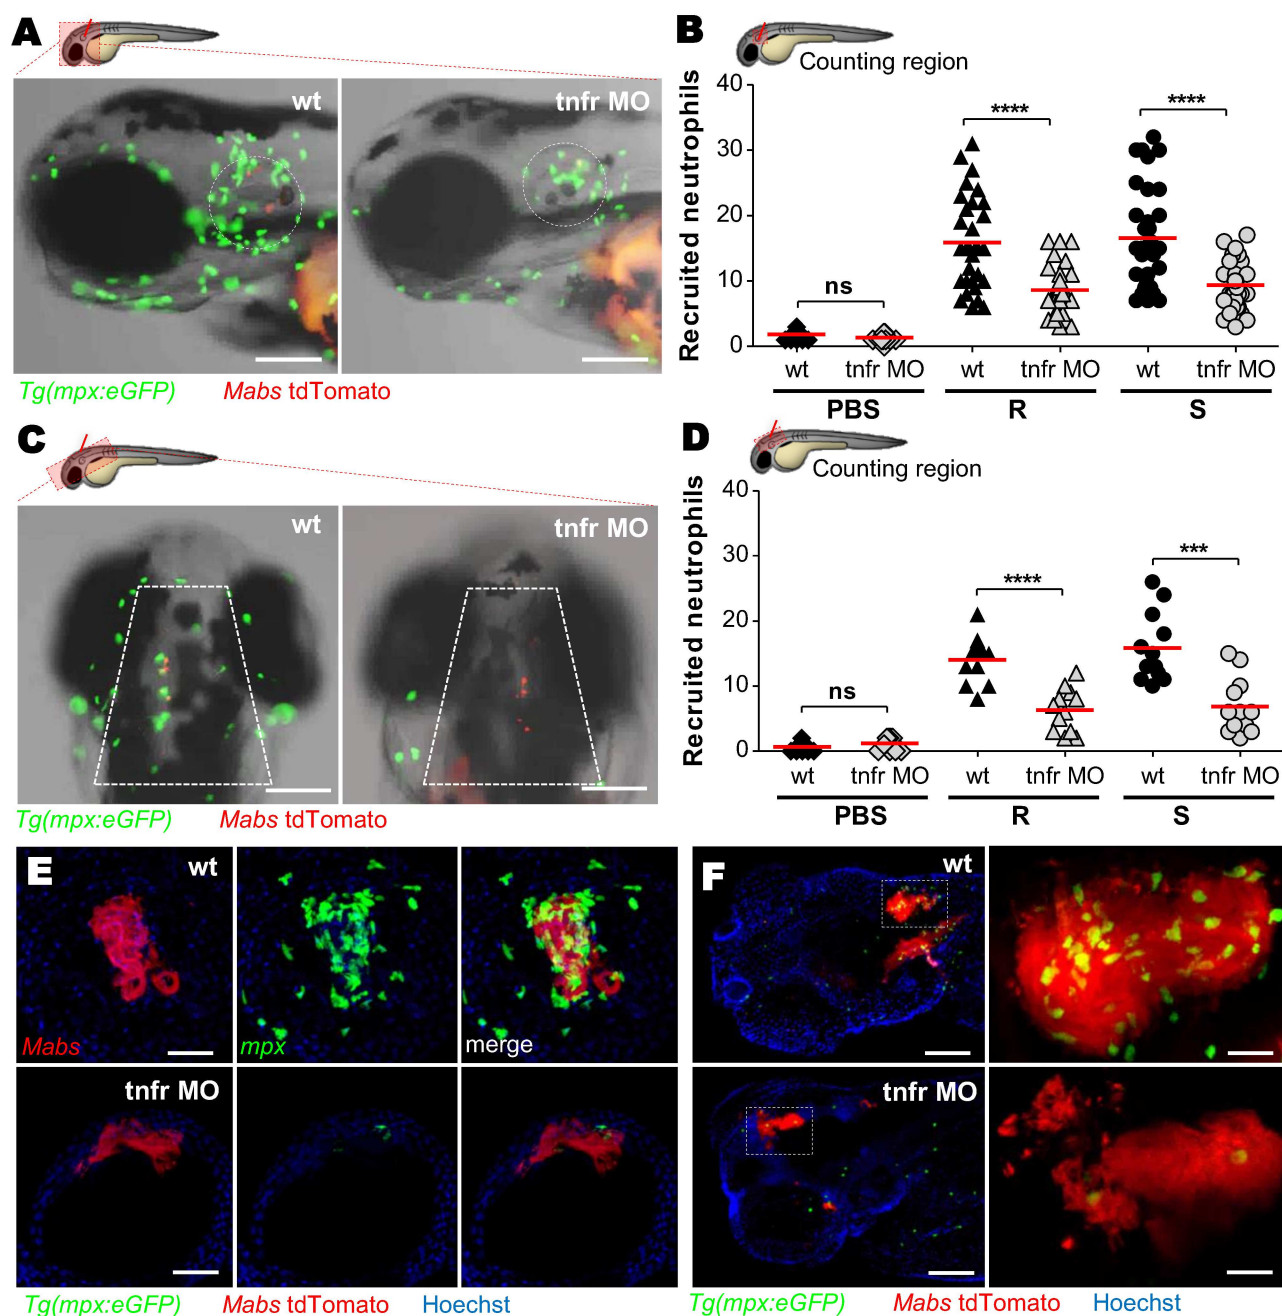 A
wt
tnfr MO
Tg(mpx:eGFP) Mabs tdTomato
B
Counting region
Recruited neutrophils
40
30
20
10
0
ns
****
****
wt tnfr MO wt tnfr MO wt tnfr MO
PBS R S
C
wt
tnfr MO
Tg(mpx:eGFP) Mabs tdTomato
D
Counting region
Recruited neutrophils
40
30
20
10
0
ns
****
***
wt tnfr MO wt tnfr MO wt tnfr MO
PBS R S
E
wt
Mabs
mpx
merge
tnfr MO
Tg(mpx:eGFP) Mabs tdTomato Hoechst
F
wt
tnfr MO
Tg(mpx:eGFP) Mabs tdTomato Hoechst